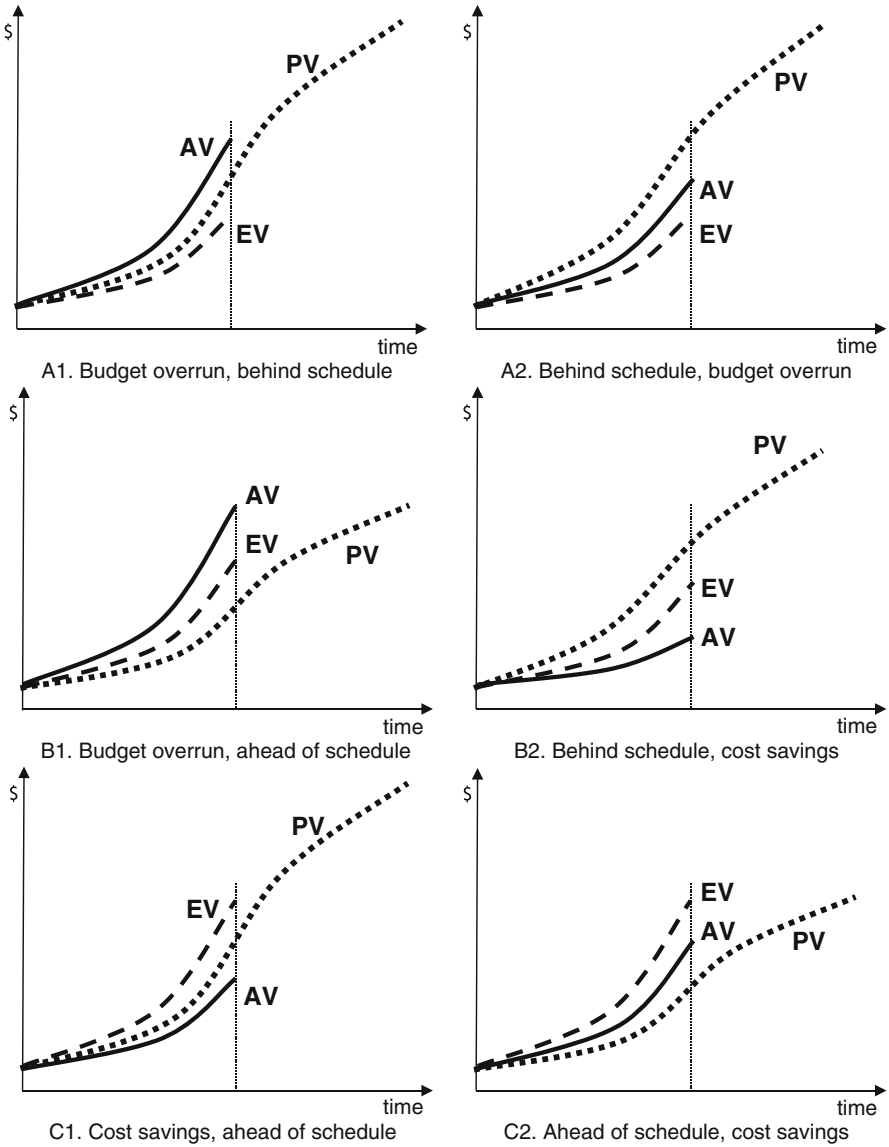 $
PV
AV
EV
time
A1. Budget overrun, behind schedule
$
PV
AV
EV
time
A2. Behind schedule, budget overrun
$
AV
EV
PV
time
B1. Budget overrun, ahead of schedule
$
PV
EV
AV
time
B2. Behind schedule, cost savings
$
PV
EV
AV
time
C1. Cost savings, ahead of schedule
$
EV
AV
PV
time
C2. Ahead of schedule, cost savings